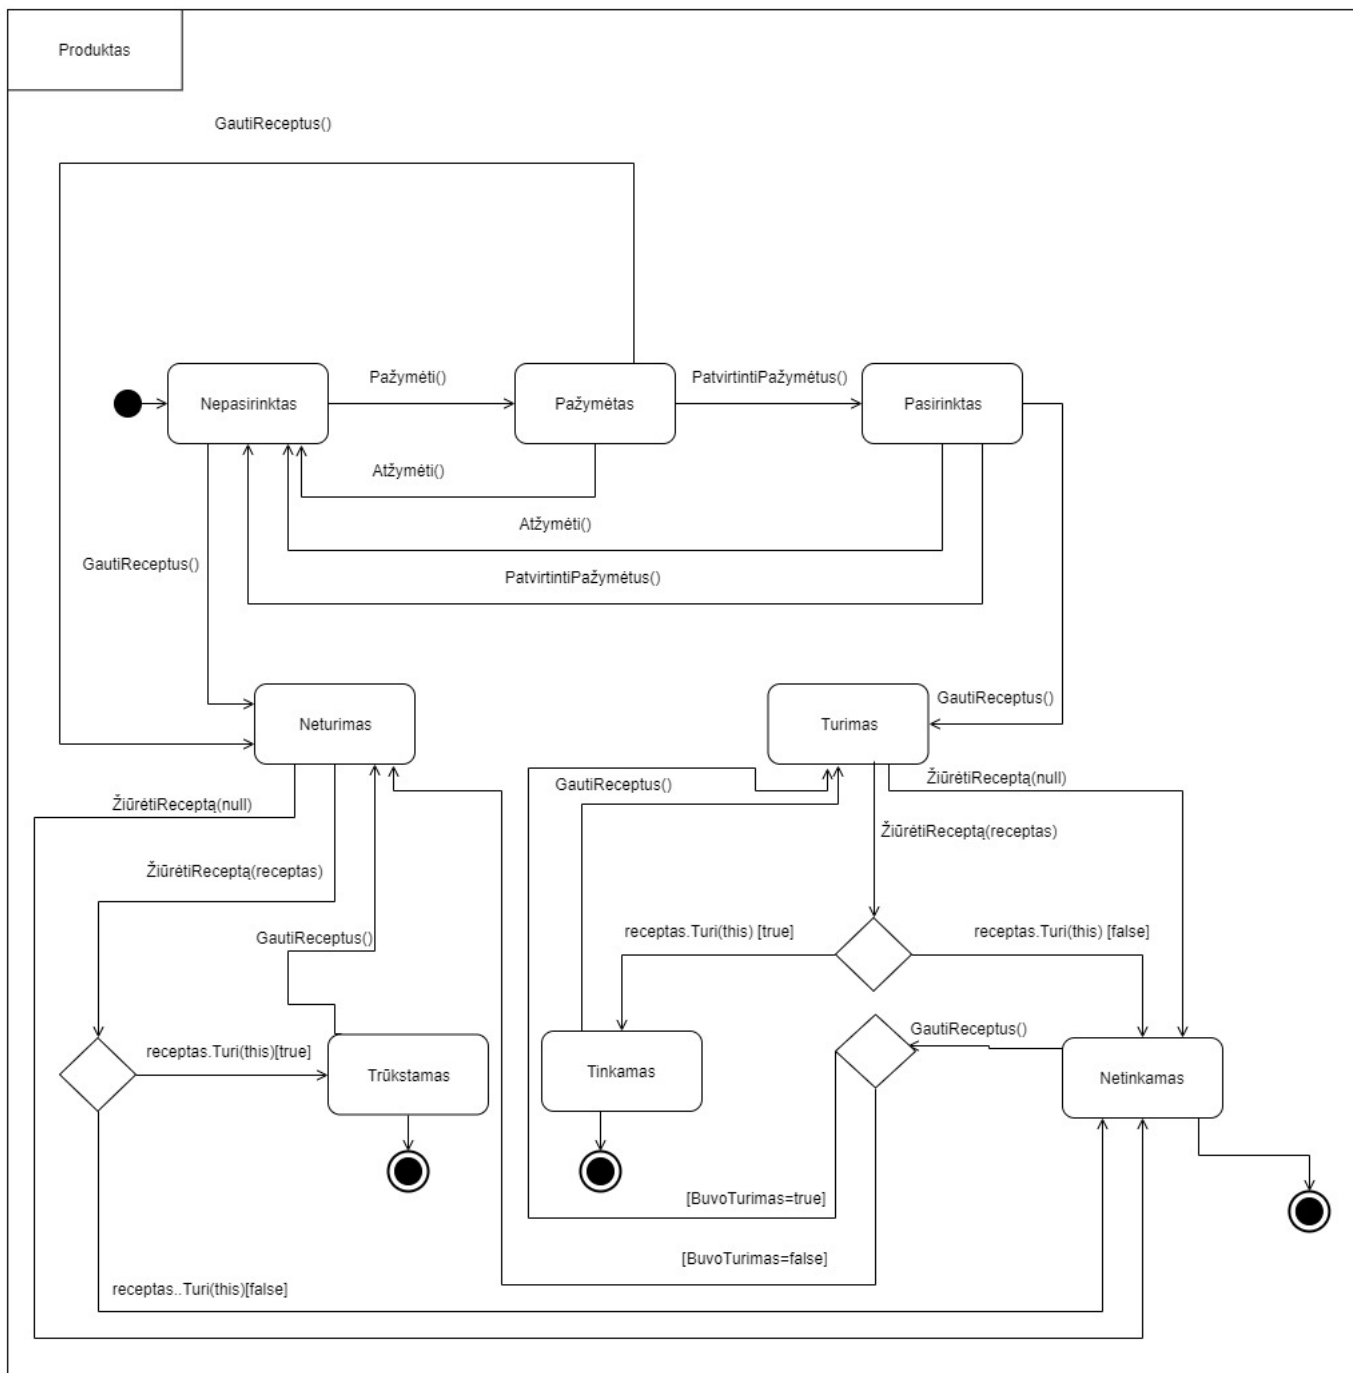 Produktas
GautiReceptus()
Pažymėti()
PatvirtintiPažymėtus()
Nepasirinktas
Pažymėtas
Pasirinktas
Atžymėti()
Atžymėti()
GautiReceptus()
PatvirtintiPažymėtus()
GautiReceptus()
Neturimas
Turimas
ŽiūrėtiReceptą(null)
GautiReceptus()
ŽiūrėtiReceptą(null)
ŽiūrėtiReceptą(receptas)
ŽiūrėtiReceptą(receptas)
GautiReceptus()
receptas.Turi(this) [true]
receptas.Turi(this) [false]
GautiReceptus()
receptas.Turi(this)[true]
Trūkstamas
Tinkamas
Netinkamas
[BuvoTurimas=true]
[BuvoTurimas=false]
receptas..Turi(this)[false]